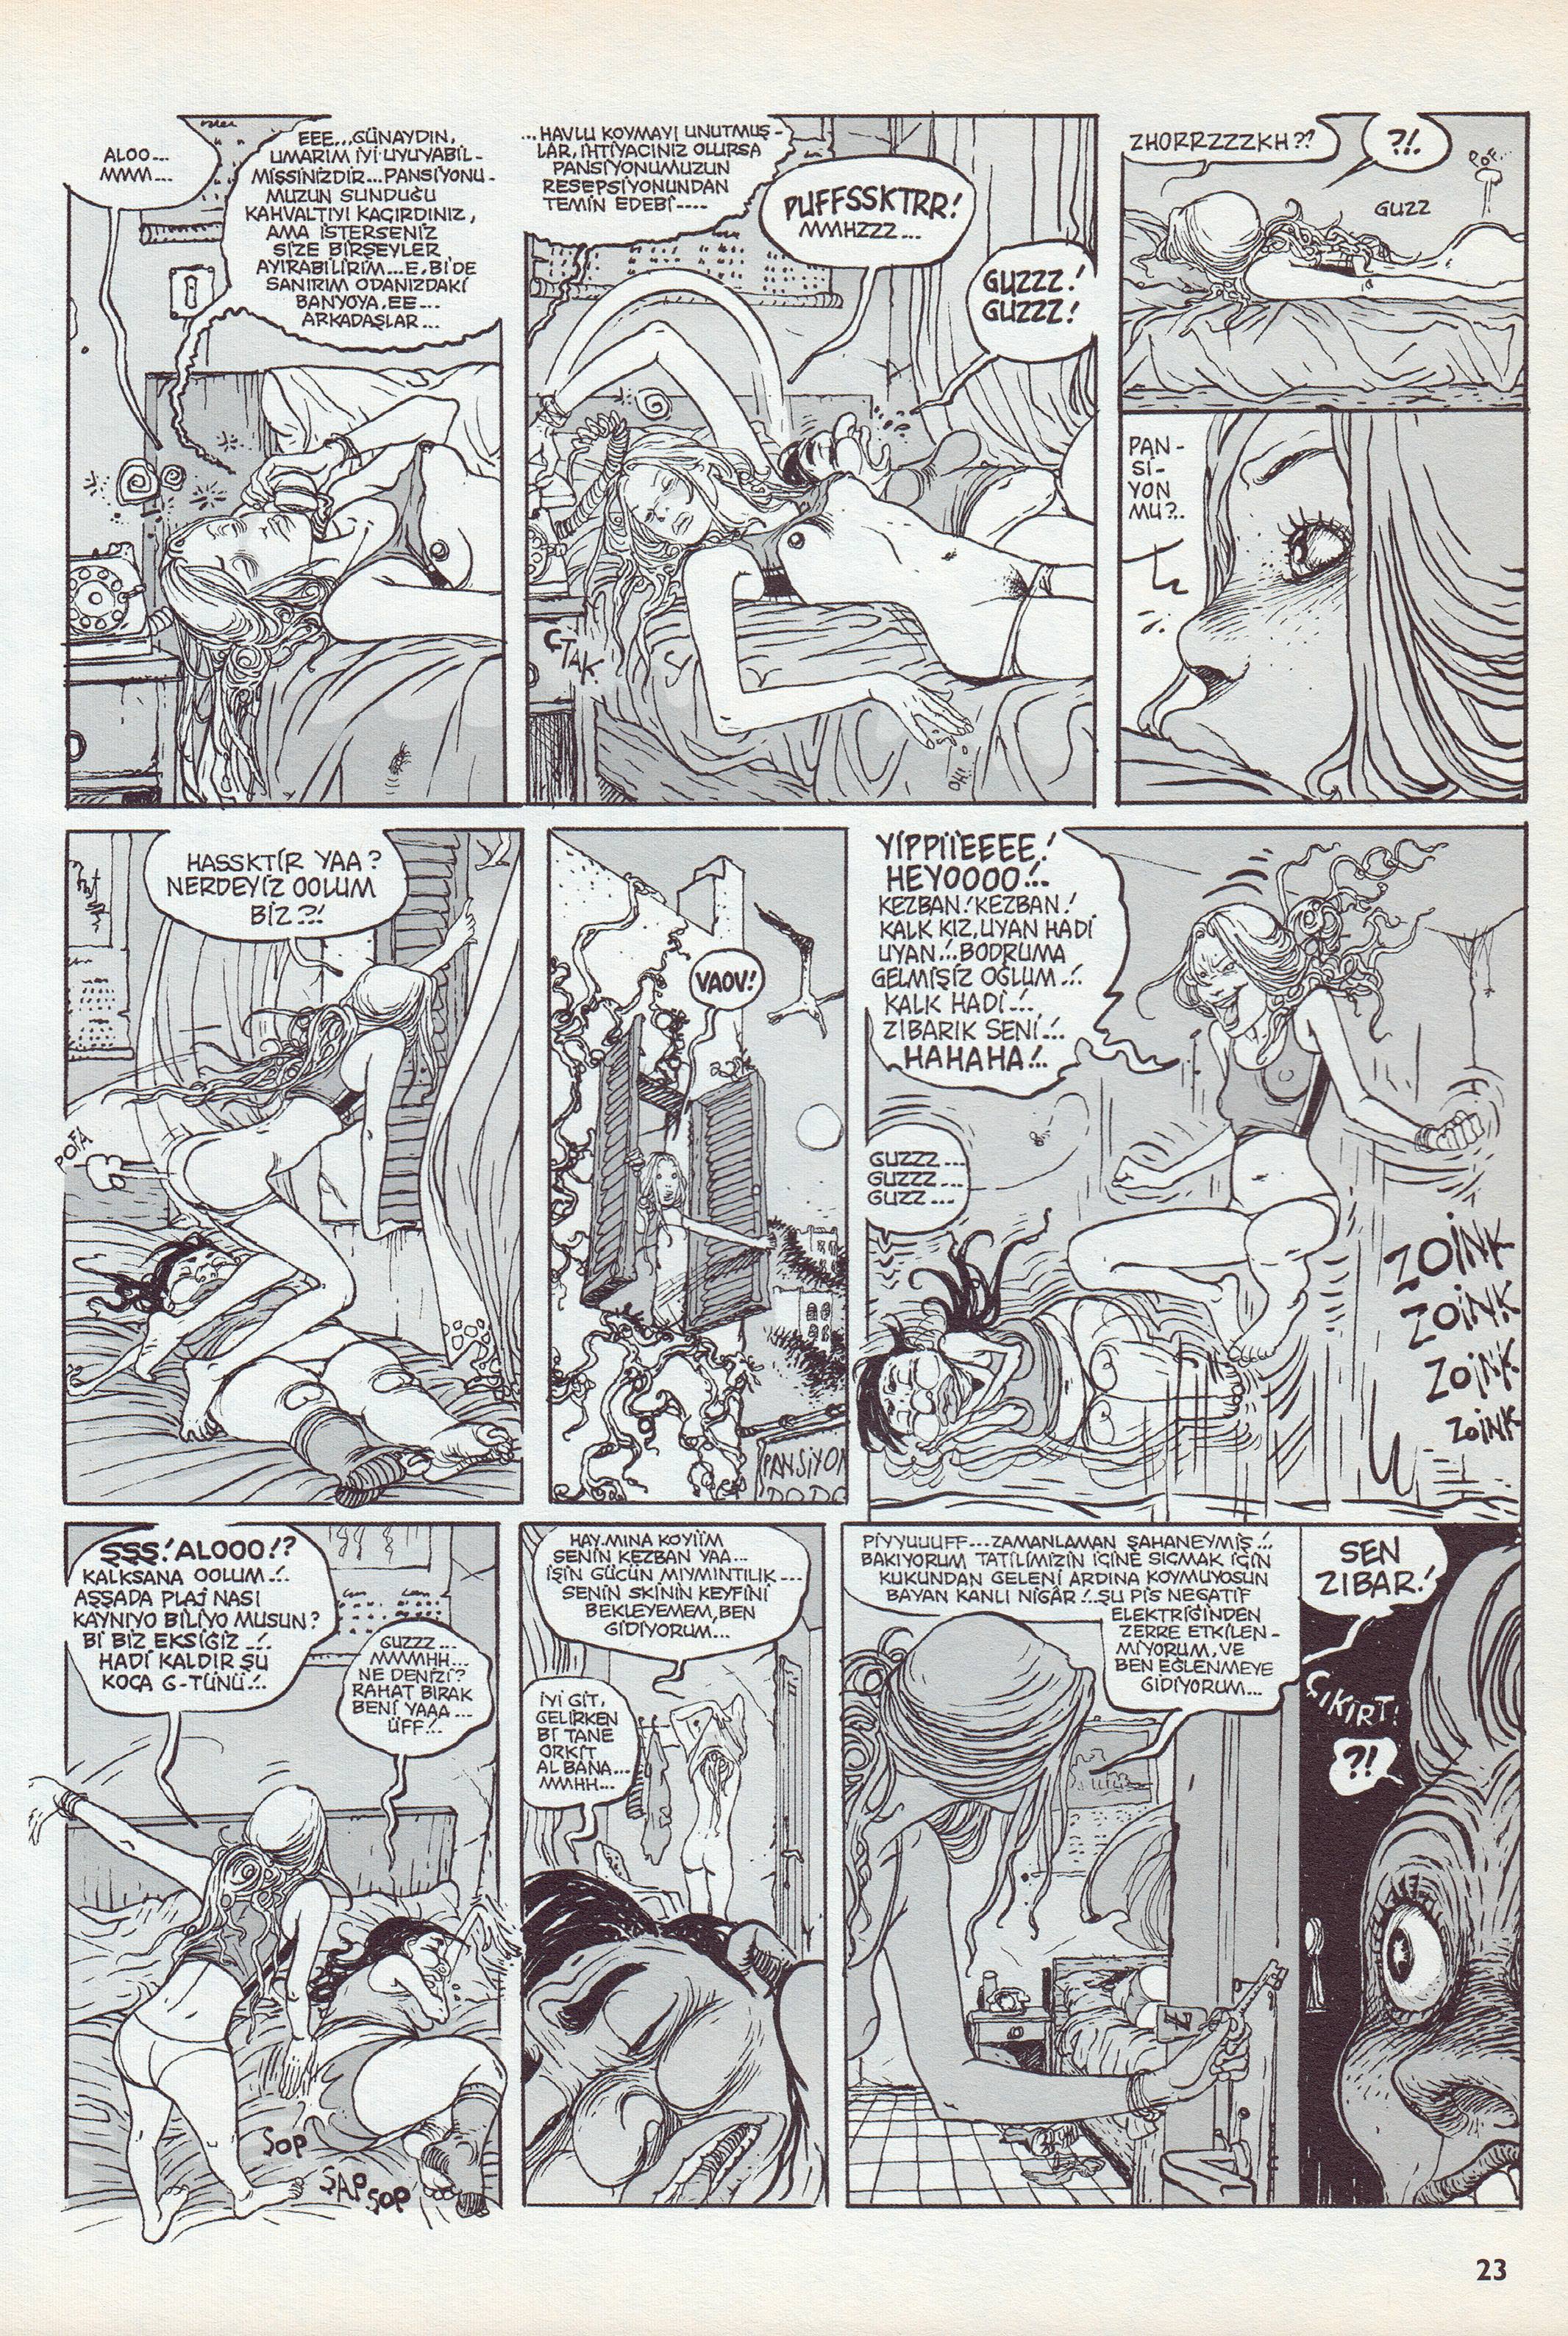 ALOO...
MMM...
EEE...GÜNAYDIN,
UMARIM İYİ UYUYABİL-
MİŞSİNİZDİR...PANSİYONU-
MUZUN SUNDUĞU
KAHVALTIYI KAÇIRDINIZ,
AMA İSTERSENİZ
SİZE BİRŞEYLER
AYIRABİLİRİM...E, Bİ'DE
SANIRIM ODANIZDAKİ
BANYOYA, EE...
ARKADAŞLAR...
...HAVLU KOYMAYI UNUTMUŞ-
LAR, İHTİYACINIZ OLURSA
PANSİYONUMUZUN
RESEPSİYONUNDAN
TEMİN EDEBİ----
PUFFSSKTRR!
MMHZZZ...
GUZZZ!
GUZZZ!
ÇTAK
OH!
ZHORRZZZKH??
?!.
POF...
GUZZ
PAN-
Sİ-
YON
MU?..
HASSKTİR YAA?
NERDEYİZ OOLUM
BİZ?!
POFA
VAOV!
PANSİYON
DODO
YİPPİİEEEE!
HEYOOOO!..
KEZBAN! KEZBAN!
KALK KIZ, UYAN HADİ
UYAN!.. BODRUMA
GELMİŞİZ OĞLUM!..
KALK HADİ!..
ZIBARIK SENİ!..
HAHAHA!..
GUZZZ...
GUZZZ...
GUZZ...
ZOİNK
ZOİNK
ZOİNK
ZOİNK
ŞŞŞ! ALOOO!?
KALKSANA OOLUM!..
AŞŞADA PLAJ NASI
KAYNIYO BİLİYO MUSUN?
Bİ BİZ EKSİĞİZ!..
HADİ KALDIR ŞU
KOCA G-TÜNÜ!..
GUZZZ...
MMMHH...
NE DENİZİ?
RAHAT BIRAK
BENİ YAAA...
ÜFF!..
ŞOP
ŞAP ŞOP
HAY.MINA KOYİİM
SENİN KEZBAN YAA...
İŞİN GÜCÜN MIYMINTILIK...
SENİN SKİNİN KEYFİNİ
BEKLEYEMEM, BEN
GİDİYORUM...
İYİ GİT,
GELİRKEN
Bİ TANE
ORKİT
AL BANA...
MMHH...
PİYYUUUFF...ZAMANLAMAN ŞAHANEYMİŞ!..
BAKIYORUM TATİLİMİZİN İÇİNE SIÇMAK İÇİN
KUKUNDAN GELENİ ARDINA KOYMUYOSUN
BAYAN KANLI NİGÂR!..ŞU PİS NEGATİF
ELEKTRİĞİNDEN
ZERRE ETKİLEN-
MİYORUM, VE
BEN EĞLENMEYE
GİDİYORUM...
SEN
ZIBAR!
ÇIKIRT!
?!
23